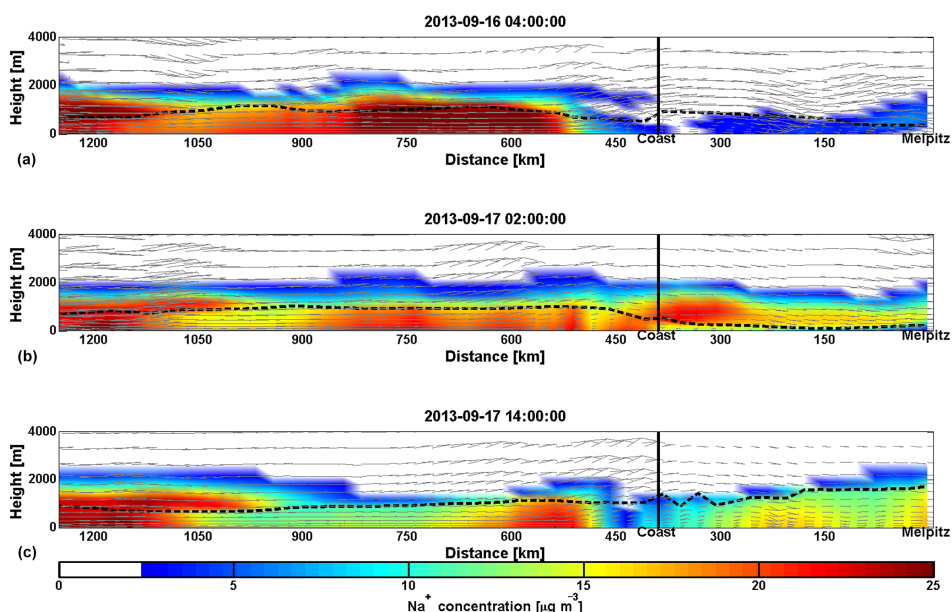 2013-09-16 04:00:00
4000
2000
0
Height [m]
1200 1050 900 750 600 450 300 150
Coast
Melpitz
(a)
Distance [km]
2013-09-17 02:00:00
4000
2000
0
Height [m]
1200 1050 900 750 600 450 300 150
Coast
Melpitz
(b)
Distance [km]
2013-09-17 14:00:00
4000
2000
0
Height [m]
1200 1050 900 750 600 450 300 150
Coast
Melpitz
(c)
Distance [km]
0 5 10 15 20 25
Na⁺ concentration [µg m⁻³]